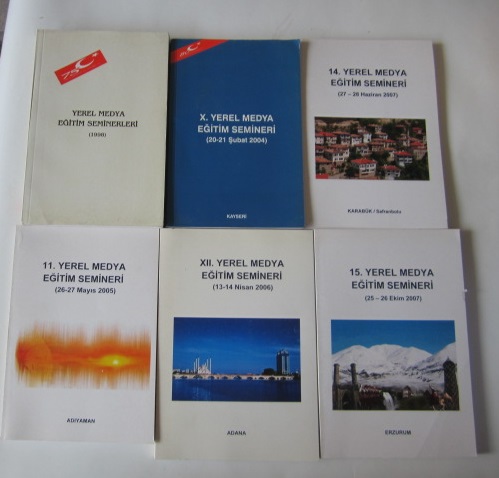 75
YEREL MEDYA
EĞİTİM SEMİNERLERİ
(1998)
X. YEREL MEDYA
EĞİTİM SEMİNERİ
(20-21 Şubat 2004)
KAYSERİ
14. YEREL MEDYA
EĞİTİM SEMİNERİ
(27 – 28 Haziran 2007)
KARABÜK / Safranbolu
11. YEREL MEDYA
EĞİTİM SEMİNERİ
(26-27 Mayıs 2005)
ADIYAMAN
XII. YEREL MEDYA
EĞİTİM SEMİNERİ
(13-14 Nisan 2006)
ADANA
15. YEREL MEDYA
EĞİTİM SEMİNERİ
(25 – 26 Ekim 2007)
ERZURUM